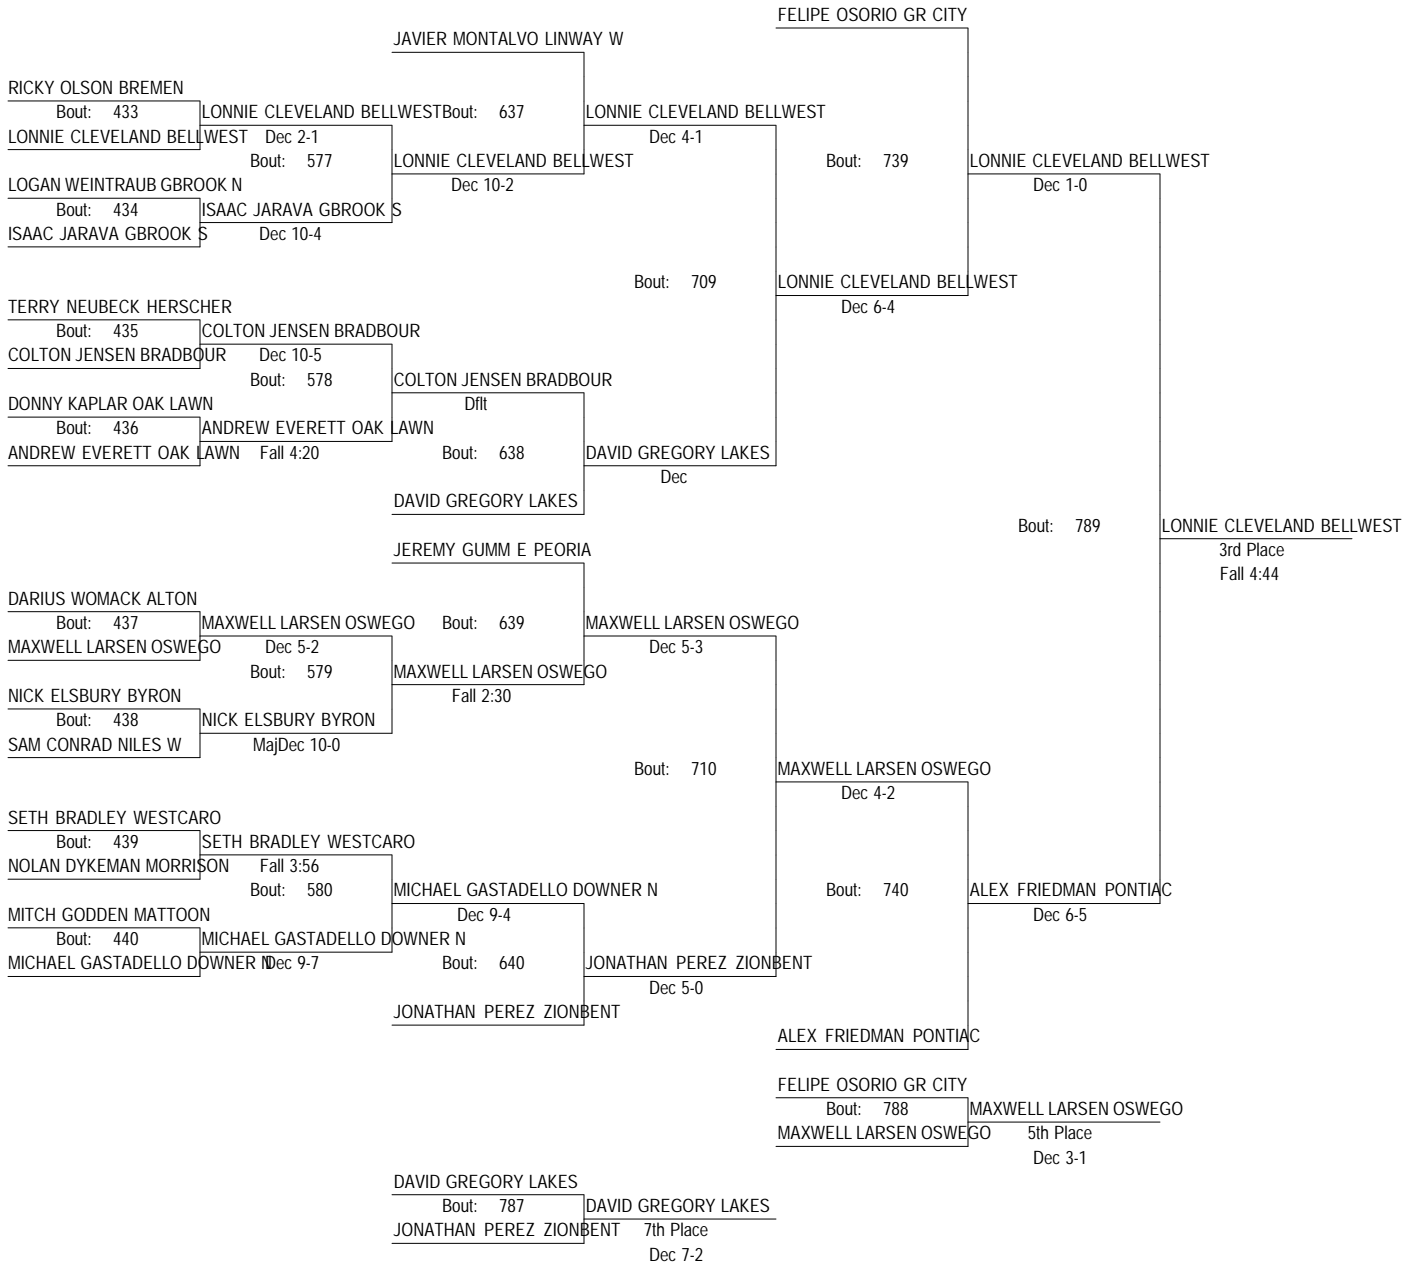 FELIPE OSORIO GR CITY
JAVIER MONTALVO LINWAY W
RICKY OLSON BREMEN
Bout: 433 LONNIE CLEVELAND BELLWEST Bout: 637 LONNIE CLEVELAND BELLWEST
LONNIE CLEVELAND BELLWEST Dec 2-1 Dec 4-1
Bout: 577 LONNIE CLEVELAND BELLWEST Bout: 739 LONNIE CLEVELAND BELLWEST
LOGAN WEINTRAUB GBROOK N Dec 10-2 Dec 1-0
Bout: 434 ISAAC JARAVA GBROOK S
ISAAC JARAVA GBROOK S Dec 10-4
Bout: 709 LONNIE CLEVELAND BELLWEST
TERRY NEUBECK HERSCHER Dec 6-4
Bout: 435 COLTON JENSEN BRADBOUR
COLTON JENSEN BRADBOUR Dec 10-5
Bout: 578 COLTON JENSEN BRADBOUR
DONNY KAPLAR OAK LAWN Dflt
Bout: 436 ANDREW EVERETT OAK LAWN
ANDREW EVERETT OAK LAWN Fall 4:20 Bout: 638 DAVID GREGORY LAKES
Dec
DAVID GREGORY LAKES
Bout: 789 LONNIE CLEVELAND BELLWEST
JEREMY GUMM E PEORIA 3rd Place
Fall 4:44
DARIUS WOMACK ALTON
Bout: 437 MAXWELL LARSEN OSWEGO Bout: 639 MAXWELL LARSEN OSWEGO
MAXWELL LARSEN OSWEGO Dec 5-2 Dec 5-3
Bout: 579 MAXWELL LARSEN OSWEGO
NICK ELSBURY BYRON Fall 2:30
Bout: 438 NICK ELSBURY BYRON
SAM CONRAD NILES W MajDec 10-0
Bout: 710 MAXWELL LARSEN OSWEGO
Dec 4-2
SETH BRADLEY WESTCARO
Bout: 439 SETH BRADLEY WESTCARO
NOLAN DYKEMAN MORRISON Fall 3:56
Bout: 580 MICHAEL GASTADELLO DOWNER N Bout: 740 ALEX FRIEDMAN PONTIAC
MITCH GODDEN MATTOON Dec 9-4 Dec 6-5
Bout: 440 MICHAEL GASTADELLO DOWNER N
MICHAEL GASTADELLO DOWNER N Dec 9-7 Bout: 640 JONATHAN PEREZ ZIONBENT
Dec 5-0
JONATHAN PEREZ ZIONBENT
ALEX FRIEDMAN PONTIAC
FELIPE OSORIO GR CITY
Bout: 788 MAXWELL LARSEN OSWEGO
MAXWELL LARSEN OSWEGO 5th Place
Dec 3-1
DAVID GREGORY LAKES
Bout: 787 DAVID GREGORY LAKES
JONATHAN PEREZ ZIONBENT 7th Place
Dec 7-2